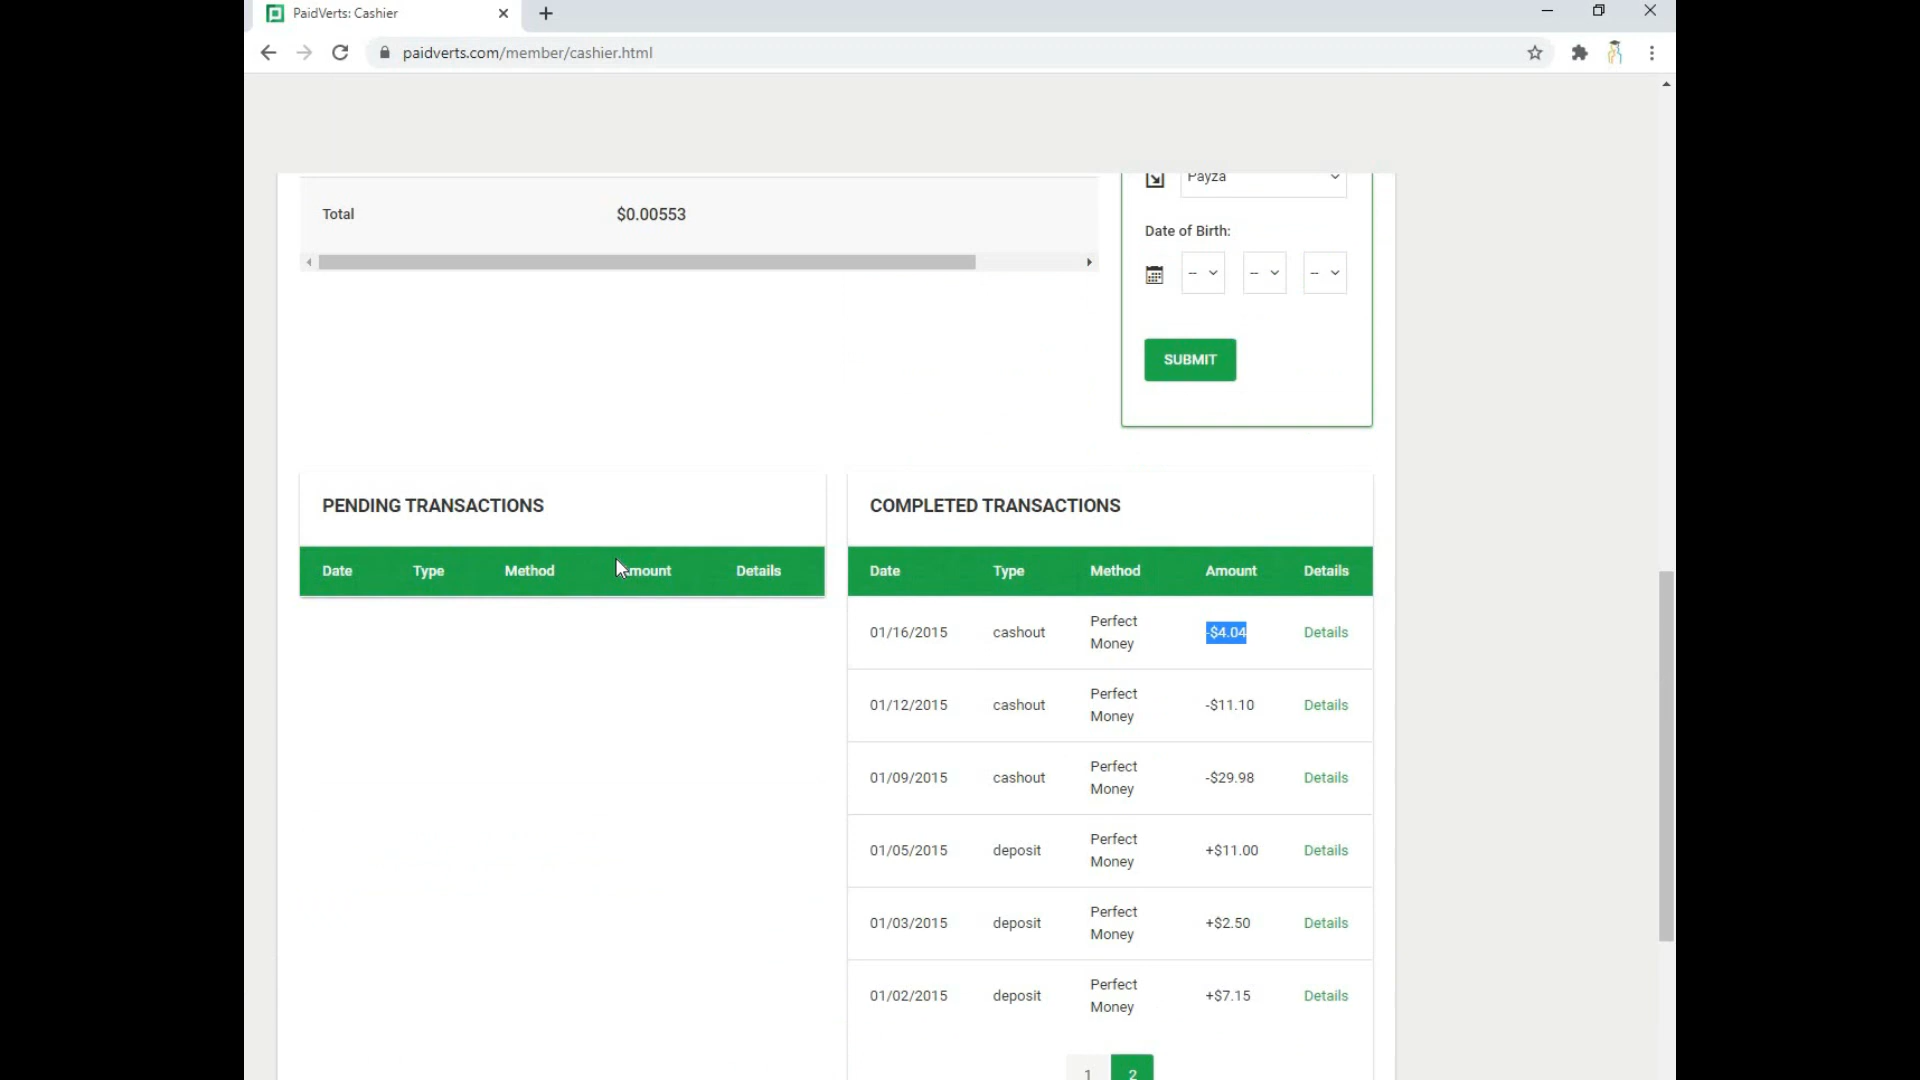 PaidVerts: Cashier
paidverts.com/member/cashier.html
Payza
Total $0.00553
Date of Birth:
-- -- --
SUBMIT
PENDING TRANSACTIONS
Date Type Method Amount Details
COMPLETED TRANSACTIONS
Date Type Method Amount Details
01/16/2015 cashout Perfect Money -$4.04 Details
01/12/2015 cashout Perfect Money -$11.10 Details
01/09/2015 cashout Perfect Money -$29.98 Details
01/05/2015 deposit Perfect Money +$11.00 Details
01/03/2015 deposit Perfect Money +$2.50 Details
01/02/2015 deposit Perfect Money +$7.15 Details
1 2